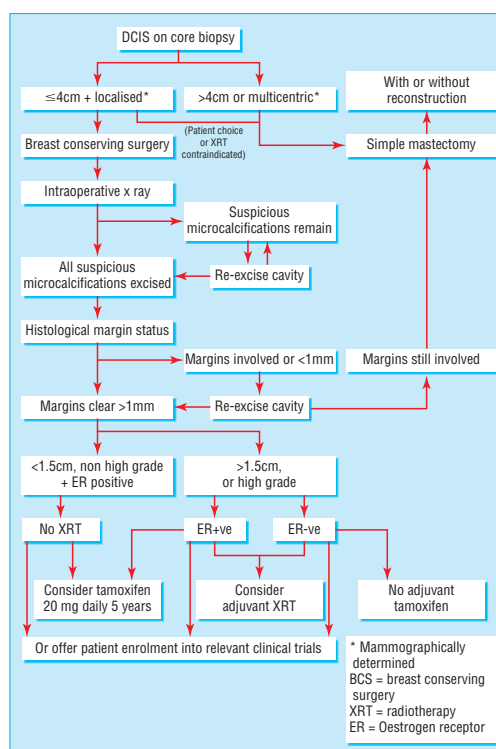 DCIS on core biopsy
≤4cm + localised*
>4cm or multicentric*
With or without
reconstruction
(Patient choice
or XRT
contraindicated)
Breast conserving surgery
Simple mastectomy
Intraoperative x ray
Suspicious
microcalcifications remain
All suspicious
microcalcifications excised
Re-excise cavity
Histological margin status
Margins involved or <1mm
Margins still involved
Margins clear >1mm
Re-excise cavity
<1.5cm, non high grade
+ ER positive
>1.5cm,
or high grade
No XRT
ER+ve
ER-ve
Consider tamoxifen
20 mg daily 5 years
Consider
adjuvant XRT
No adjuvant
tamoxifen
Or offer patient enrolment into relevant clinical trials
* Mammographically
determined
BCS = breast conserving
surgery
XRT = radiotherapy
ER = Oestrogen receptor